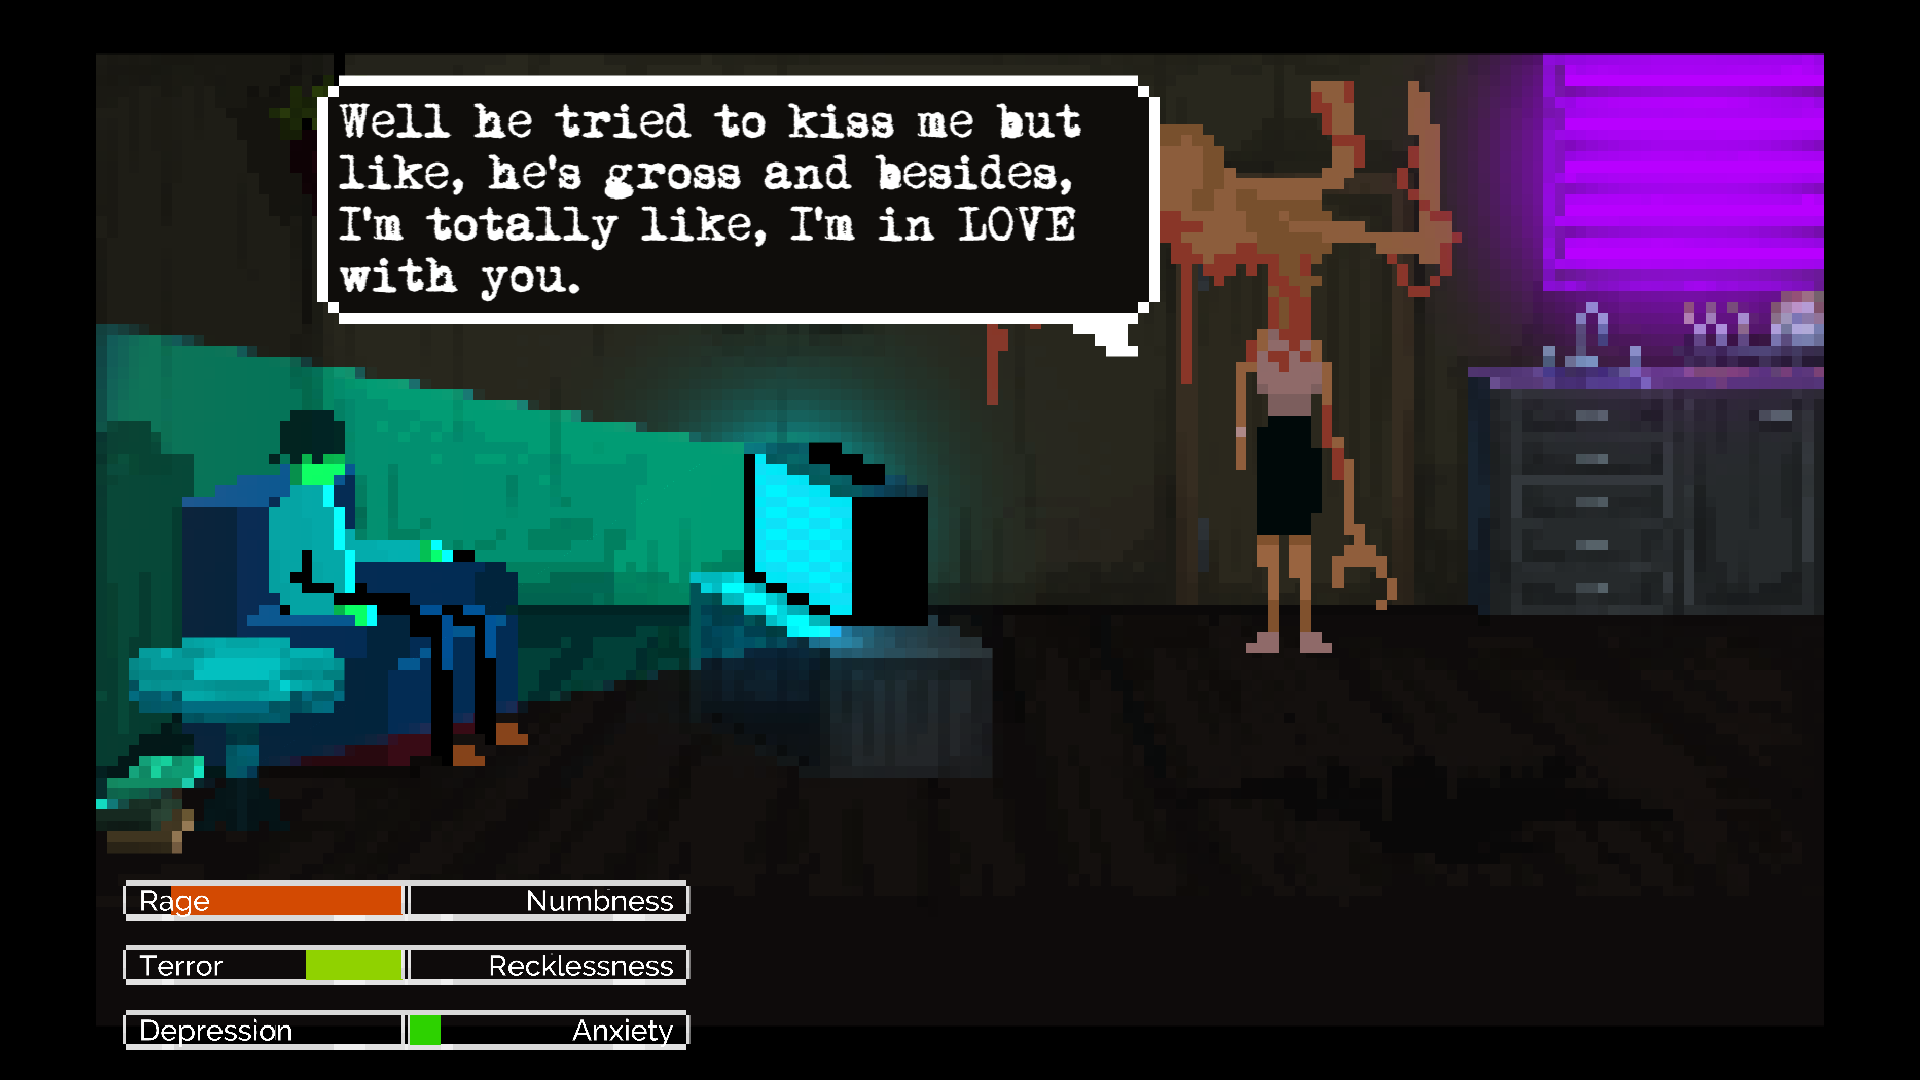 Well he tried to kiss me but
like, he's gross and besides,
I'm totally like, I'm in LOVE
with you.
Rage Numbness
Terror Recklessness
Depression Anxiety